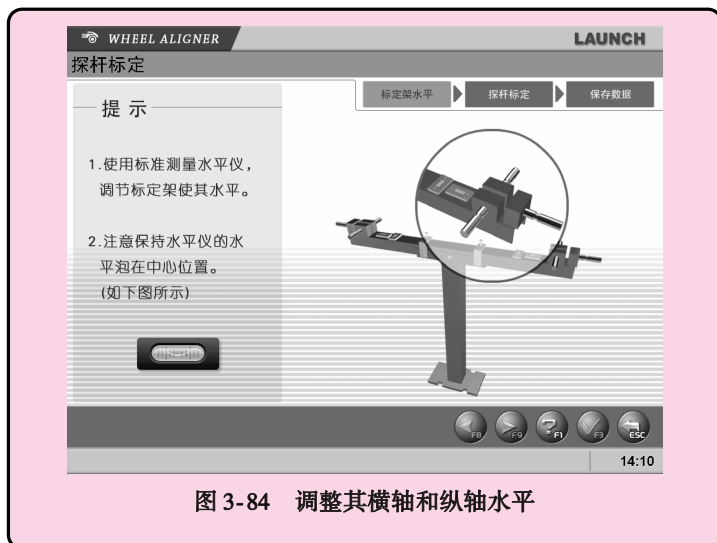 WHEEL ALIGNER
LAUNCH
探杆标定
标定架水平
探杆标定
保存数据
提示
1.使用标准测量水平仪，
调节标定架使其水平。
2.注意保持水平仪的水
平泡在中心位置。
(如下图所示)
F8
F9
?
F1
F3
ESC
14:10
图 3-84 调整其横轴和纵轴水平